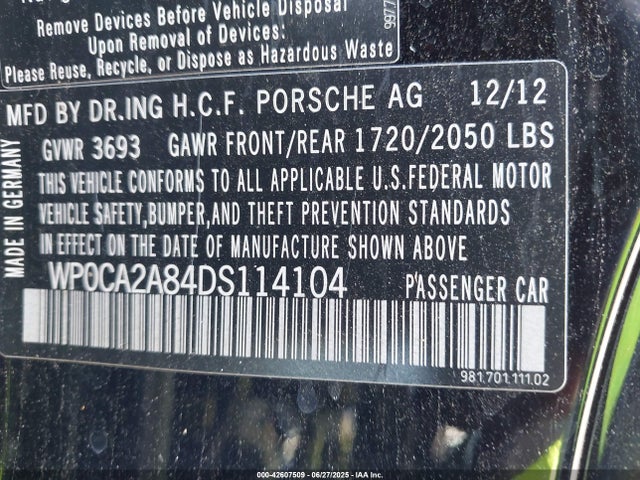 Remove Devices Before Vehicle Disposal
Upon Removal of Devices:
Please Reuse, Recycle, or Dispose as Hazardous Waste
MFD BY DR.ING H.C.F. PORSCHE AG 12/12
GVWR 3693 GAWR FRONT/REAR 1720/2050 LBS
THIS VEHICLE CONFORMS TO ALL APPLICABLE U.S.FEDERAL MOTOR
VEHICLE SAFETY,BUMPER,AND THEFT PREVENTION STANDARDS
IN EFFECT ON THE DATE OF MANUFACTURE SHOWN ABOVE
WP0CA2A84DS114104 PASSENGER CAR
981.701.111.02
MADE IN GERMANY
000-42607509 - 06/27/2025 - IAA Inc.